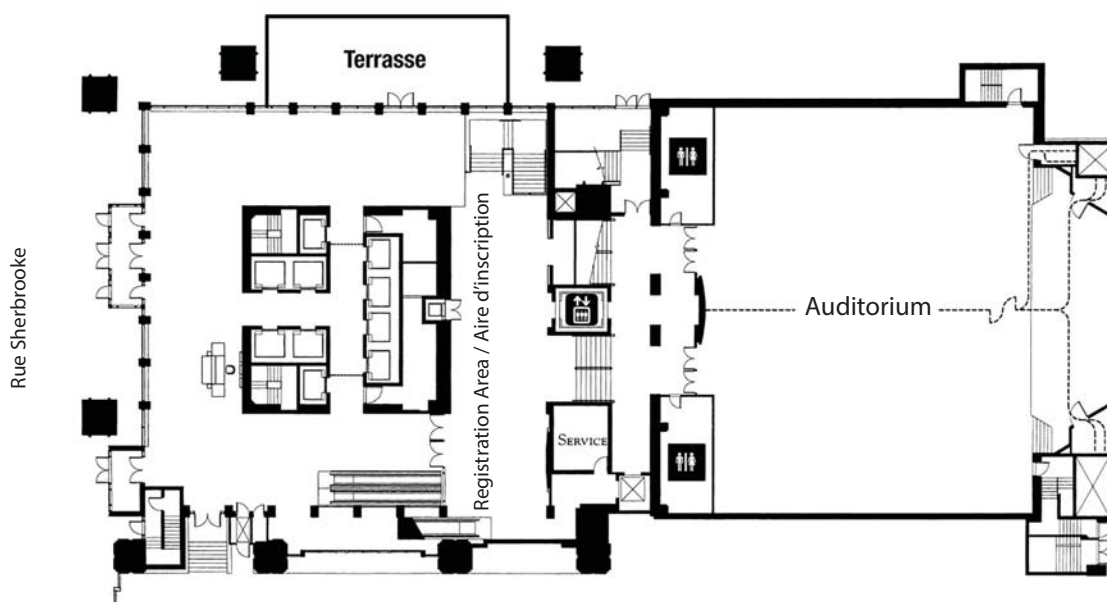 Terrasse
Rue Sherbrooke
Registration Area / Aire d'inscription
Auditorium
SERVICE